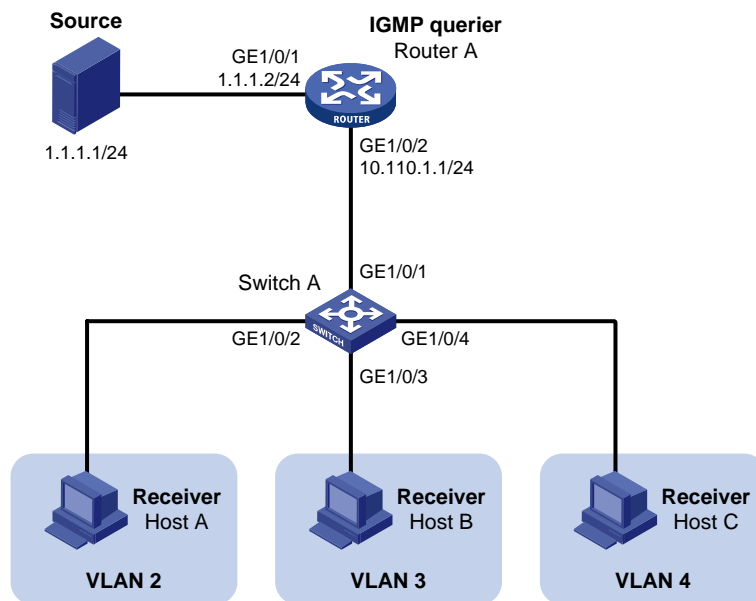 Source
IGMP querier
Router A
GE1/0/1
1.1.1.2/24
ROUTER
1.1.1.1/24
GE1/0/2
10.110.1.1/24
GE1/0/1
Switch A
SWITCH
GE1/0/2
GE1/0/4
GE1/0/3
Receiver
Host A
VLAN 2
Receiver
Host B
VLAN 3
Receiver
Host C
VLAN 4